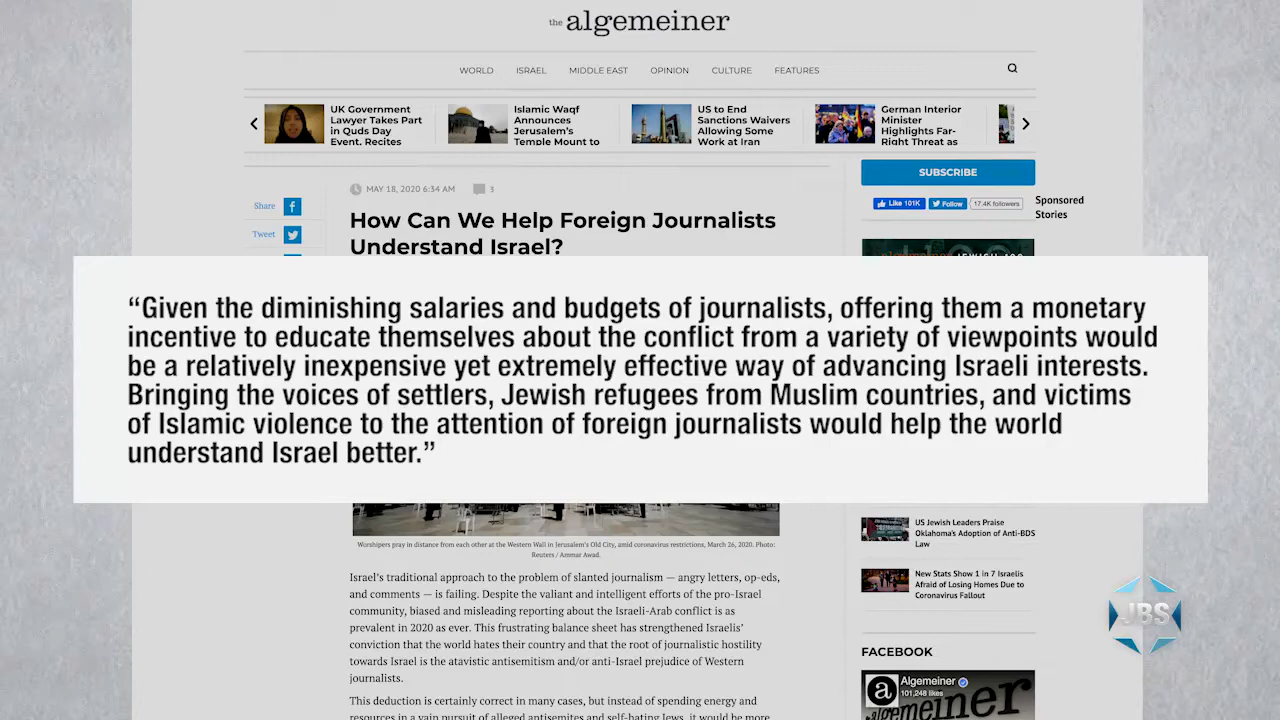 the algemeiner
WORLD ISRAEL MIDDLE EAST OPINION CULTURE FEATURES
UK Government
Lawyer Takes Part
in Quds Day
Event, Recites
Islamic Waqf
Announces
Jerusalem's
Temple Mount to
US to End
Sanctions Waivers
Allowing Some
Work at Iran
German Interior
Minister
Highlights Far-
Right Threat as
MAY 18, 2020 6:34 AM
Share
Tweet
How Can We Help Foreign Journalists
Understand Israel?
SUBSCRIBE
Like 101K Follow 17.4K followers
Sponsored
Stories
“Given the diminishing salaries and budgets of journalists, offering them a monetary
incentive to educate themselves about the conflict from a variety of viewpoints would
be a relatively inexpensive yet extremely effective way of advancing Israeli interests.
Bringing the voices of settlers, Jewish refugees from Muslim countries, and victims
of Islamic violence to the attention of foreign journalists would help the world
understand Israel better.”
Worshipers pray in distance from each other at the Western Wall in Jerusalem's Old City, amid coronavirus restrictions, March 26, 2020. Photo:
Reuters / Ammar Awad.
Israel's traditional approach to the problem of slanted journalism — angry letters, op-eds,
and comments — is failing. Despite the valiant and intelligent efforts of the pro-Israel
community, biased and misleading reporting about the Israeli-Arab conflict is as
prevalent in 2020 as ever. This frustrating balance sheet has strengthened Israelis'
conviction that the world hates their country and that the root of journalistic hostility
towards Israel is the atavistic antisemitism and/or anti-Israel prejudice of Western
journalists.
This deduction is certainly correct in many cases, but instead of spending energy and
resources in a vain pursuit of alleged antisemites and self-hating Jews, it would be more
US Jewish Leaders Praise
Oklahoma's Adoption of Anti-BDS
Law
New Stats Show 1 in 7 Israelis
Afraid of Losing Homes Due to
Coronavirus Fallout
JBS
FACEBOOK
a
Algemeiner
101,248 likes
algemeiner